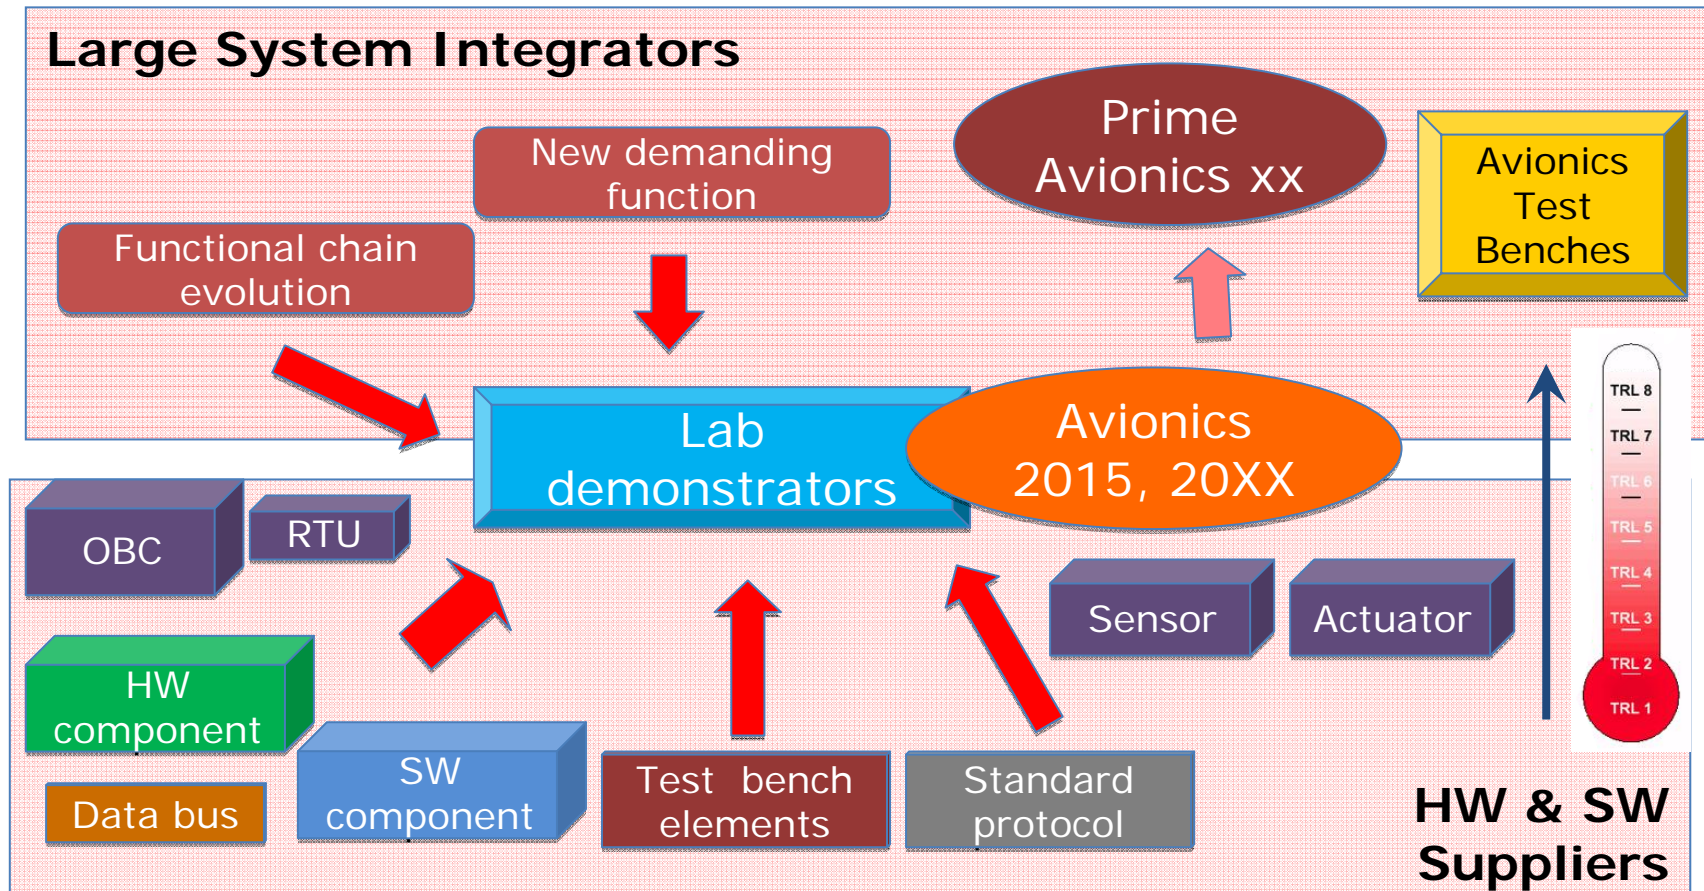 Large System Integrators
Prime
Avionics xx
New demanding
function
Avionics
Test
Benches
Functional chain
evolution
Lab
demonstrators
Avionics
2015, 20XX
TRL 8
TRL 7
TRL 6
TRL 5
TRL 4
TRL 3
TRL 2
TRL 1
OBC
RTU
Sensor
Actuator
HW
component
SW
component
Data bus
Test bench
elements
Standard
protocol
HW & SW
Suppliers